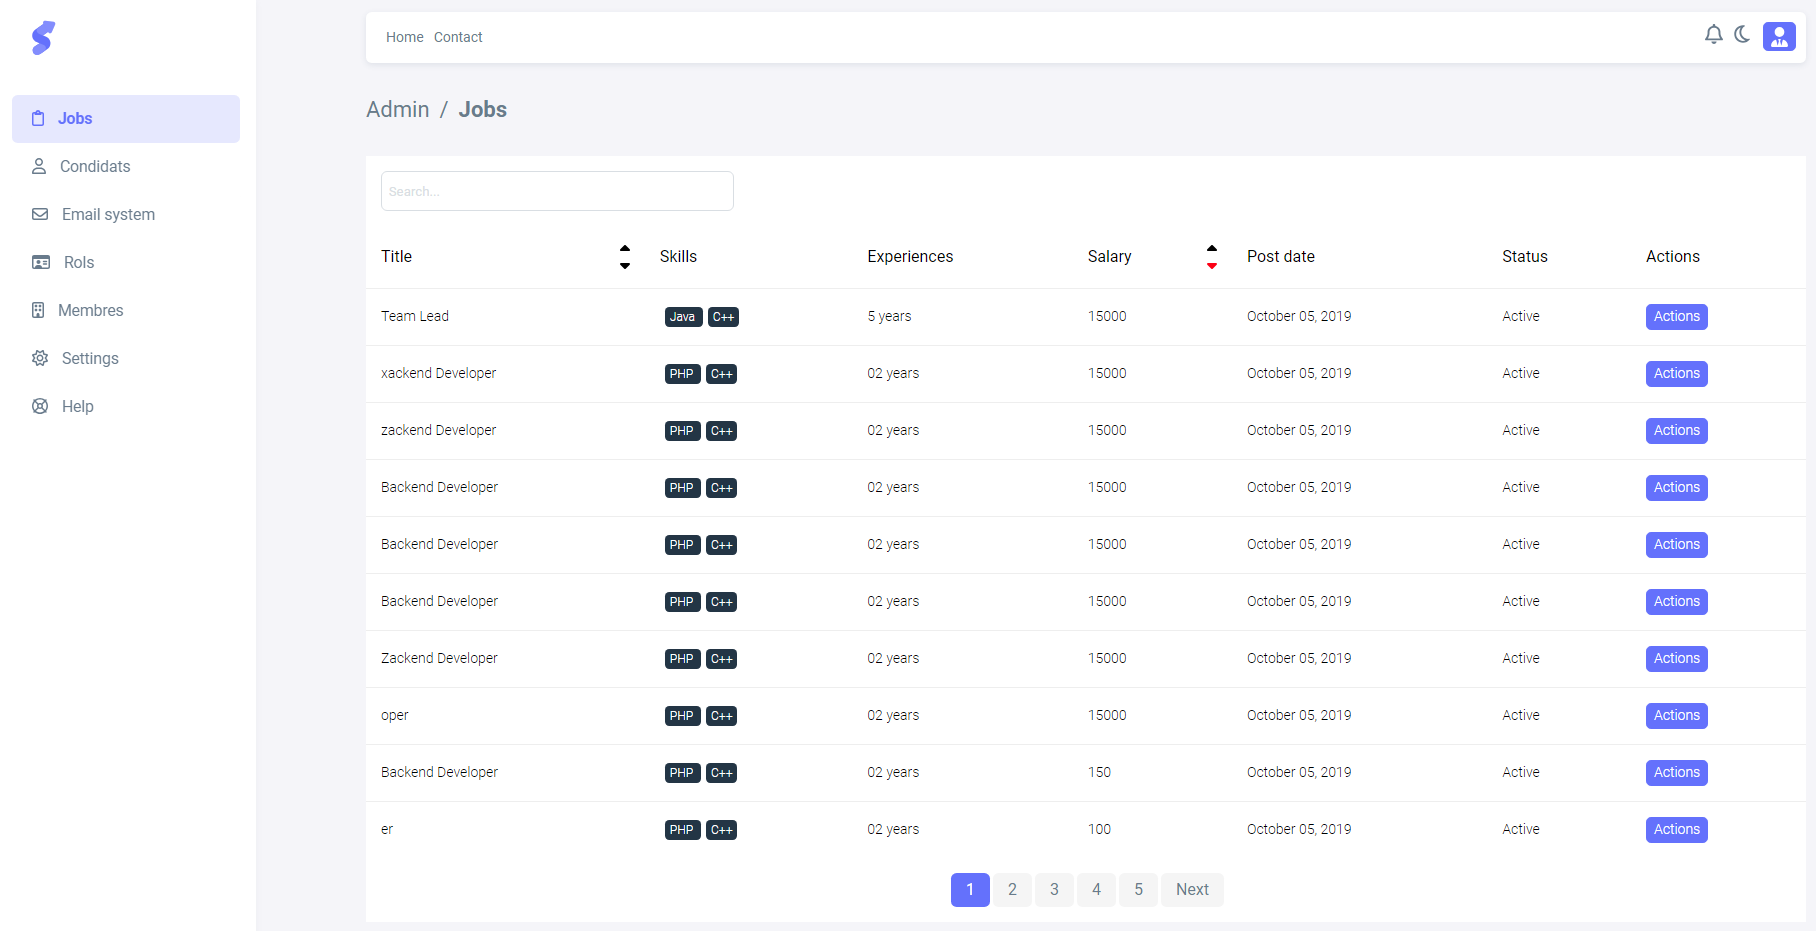 Home Contact
Jobs
Condidats
Email system
Rols
Membres
Settings
Help
Admin / Jobs
Search...
Title Skills Experiences Salary Post date Status Actions
Team Lead Java C++ 5 years 15000 October 05, 2019 Active Actions
xackend Developer PHP C++ 02 years 15000 October 05, 2019 Active Actions
zackend Developer PHP C++ 02 years 15000 October 05, 2019 Active Actions
Backend Developer PHP C++ 02 years 15000 October 05, 2019 Active Actions
Backend Developer PHP C++ 02 years 15000 October 05, 2019 Active Actions
Backend Developer PHP C++ 02 years 15000 October 05, 2019 Active Actions
Zackend Developer PHP C++ 02 years 15000 October 05, 2019 Active Actions
oper PHP C++ 02 years 15000 October 05, 2019 Active Actions
Backend Developer PHP C++ 02 years 150 October 05, 2019 Active Actions
er PHP C++ 02 years 100 October 05, 2019 Active Actions
1 2 3 4 5 Next